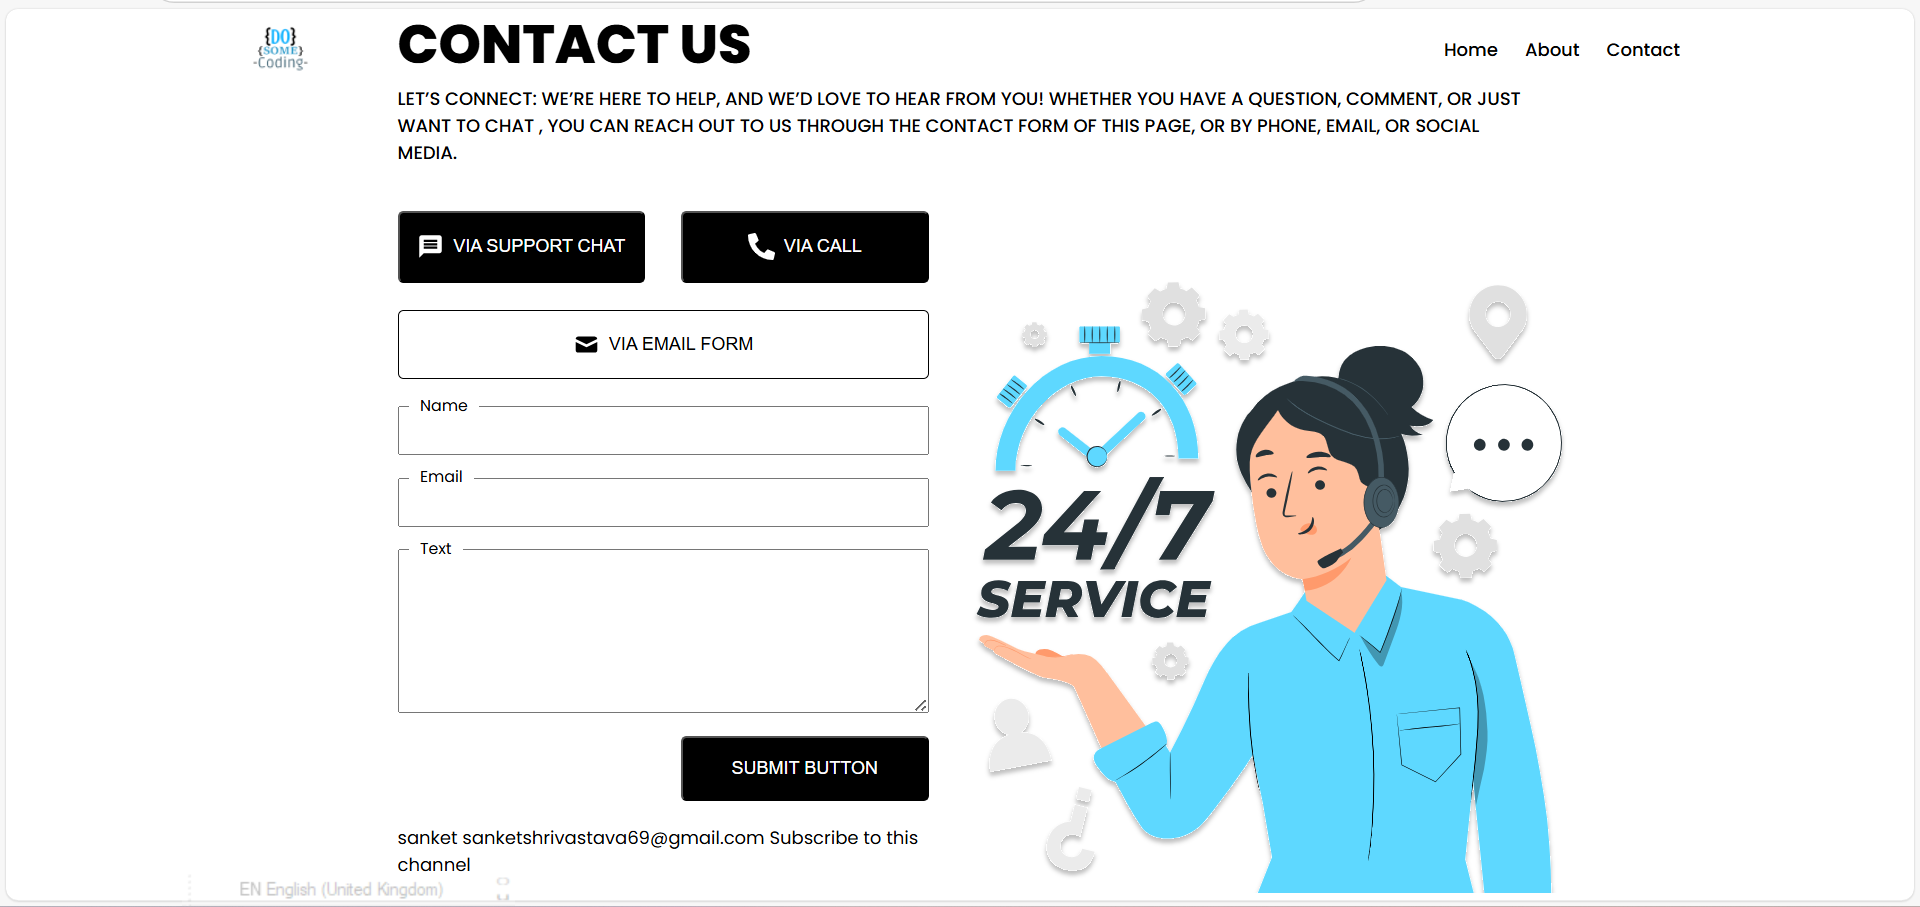 {DO}
{SOME}
-Coding-
CONTACT US
Home About Contact
LET’S CONNECT: WE’RE HERE TO HELP, AND WE’D LOVE TO HEAR FROM YOU! WHETHER YOU HAVE A QUESTION, COMMENT, OR JUST
WANT TO CHAT , YOU CAN REACH OUT TO US THROUGH THE CONTACT FORM OF THIS PAGE, OR BY PHONE, EMAIL, OR SOCIAL
MEDIA.
VIA SUPPORT CHAT
VIA CALL
VIA EMAIL FORM
Name
Email
Text
SUBMIT BUTTON
sanket sanketshrivastava69@gmail.com Subscribe to this
channel
24/7
SERVICE
EN English (United Kingdom)